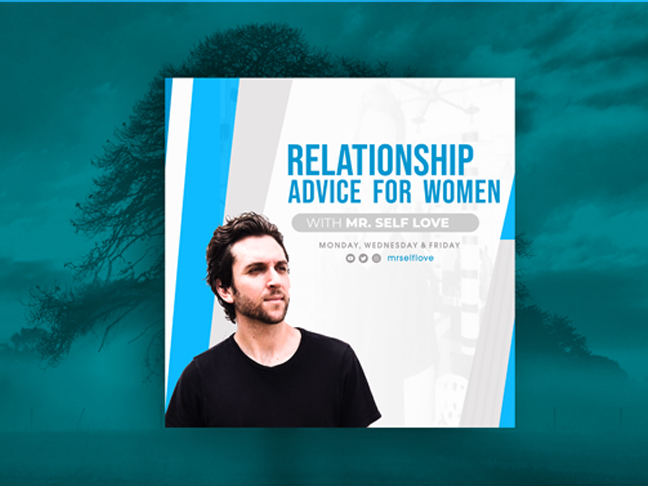 RELATIONSHIP
ADVICE FOR WOMEN
WITH MR. SELF LOVE
MONDAY, WEDNESDAY & FRIDAY
mrselflove